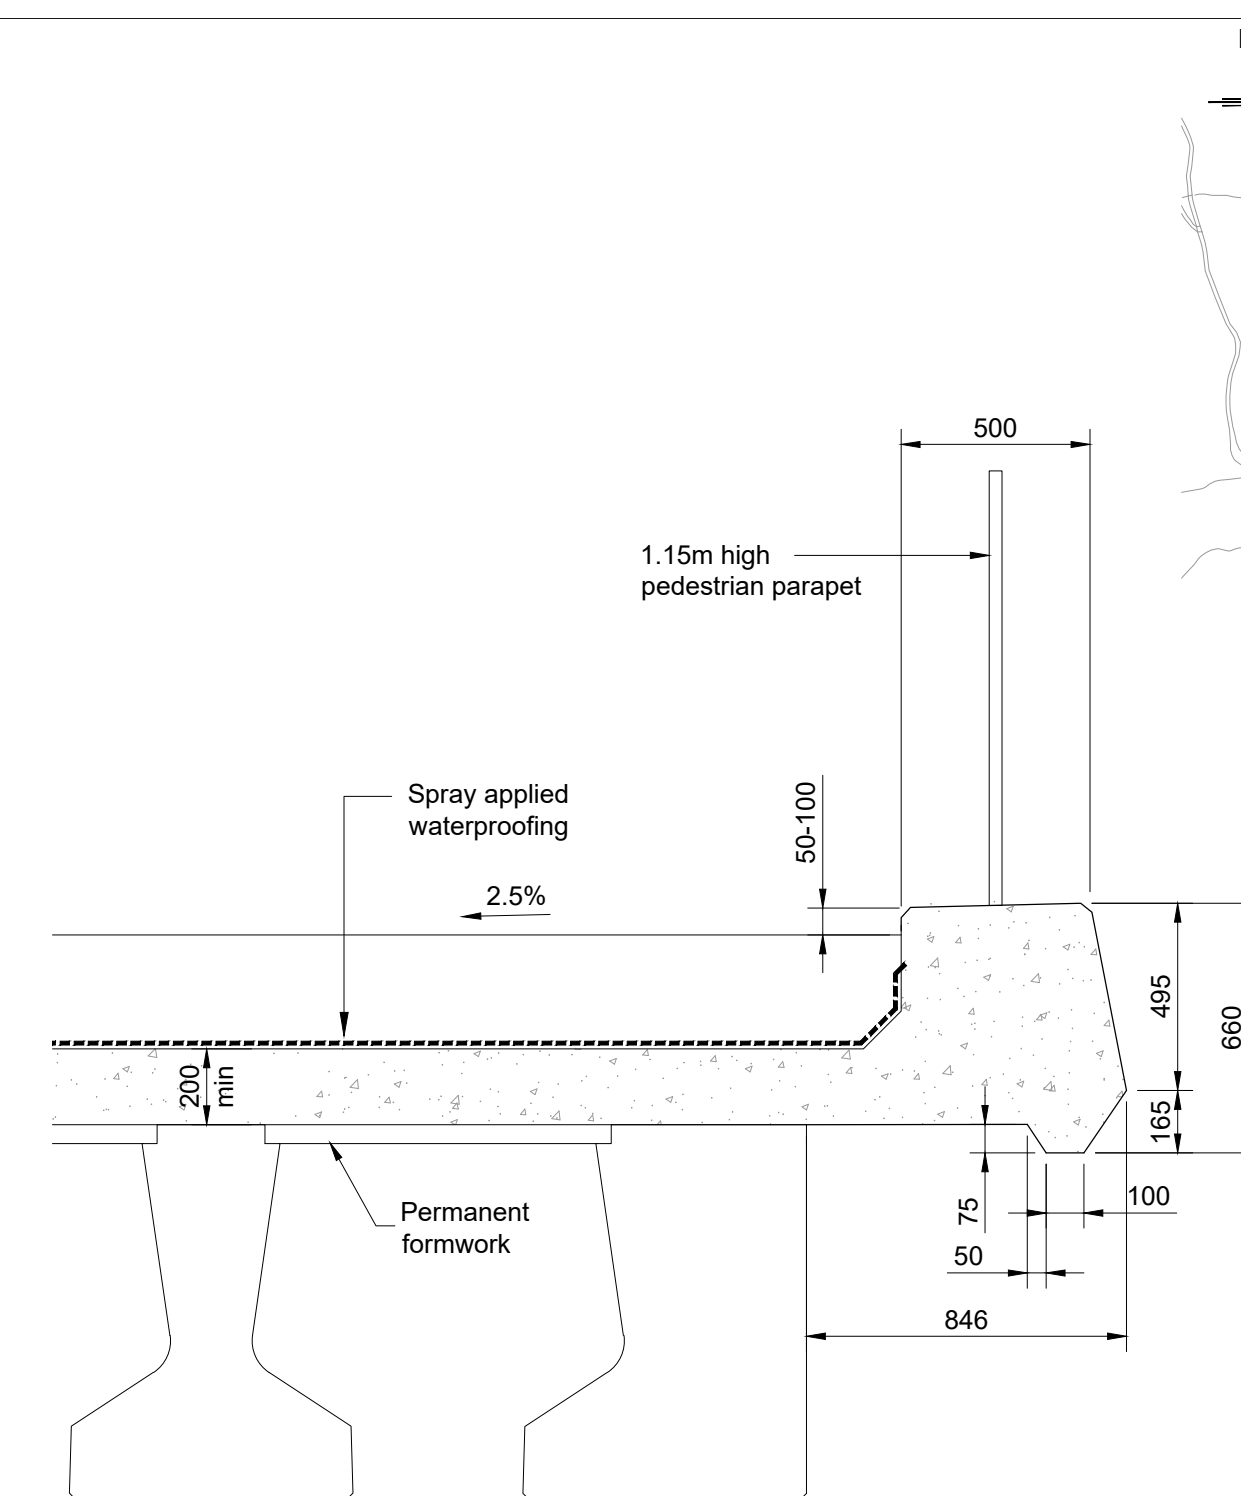 500
1.15m high
pedestrian parapet
Spray applied
waterproofing
50-100
2.5%
495
660
200
min
165
Permanent
formwork
75
100
50
846